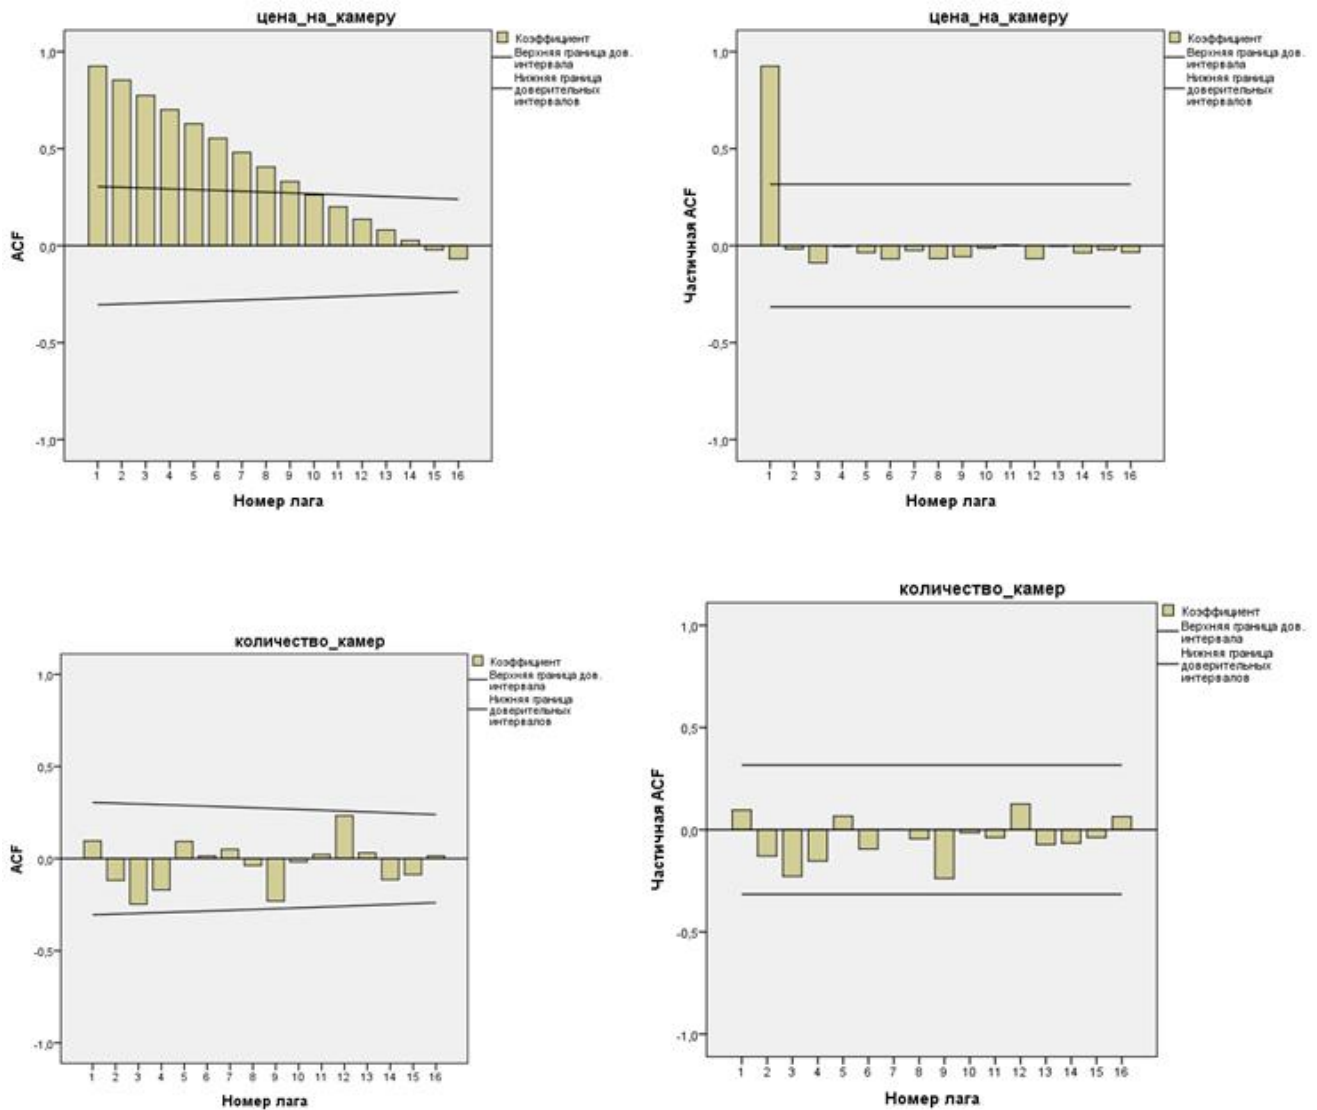 цена_на_камеру
Коэффициент
Верхняя граница дов.
интервала
Нижняя граница
доверительных
интервалов
1,0
0,5
0,0
-0,5
-1,0
ACF
1 2 3 4 5 6 7 8 9 10 11 12 13 14 15 16
Номер лага
цена_на_камеру
Коэффициент
Верхняя граница дов.
интервала
Нижняя граница
доверительных
интервалов
1,0
0,5
0,0
-0,5
-1,0
Частичная ACF
1 2 3 4 5 6 7 8 9 10 11 12 13 14 15 16
Номер лага
количество_камер
Коэффициент
Верхняя граница дов.
интервала
Нижняя граница
доверительных
интервалов
1,0
0,5
0,0
-0,5
-1,0
ACF
1 2 3 4 5 6 7 8 9 10 11 12 13 14 15 16
Номер лага
количество_камер
Коэффициент
Верхняя граница дов.
интервала
Нижняя граница
доверительных
интервалов
1,0
0,5
0,0
-0,5
-1,0
Частичная ACF
1 2 3 4 5 6 7 8 9 10 11 12 13 14 15 16
Номер лага